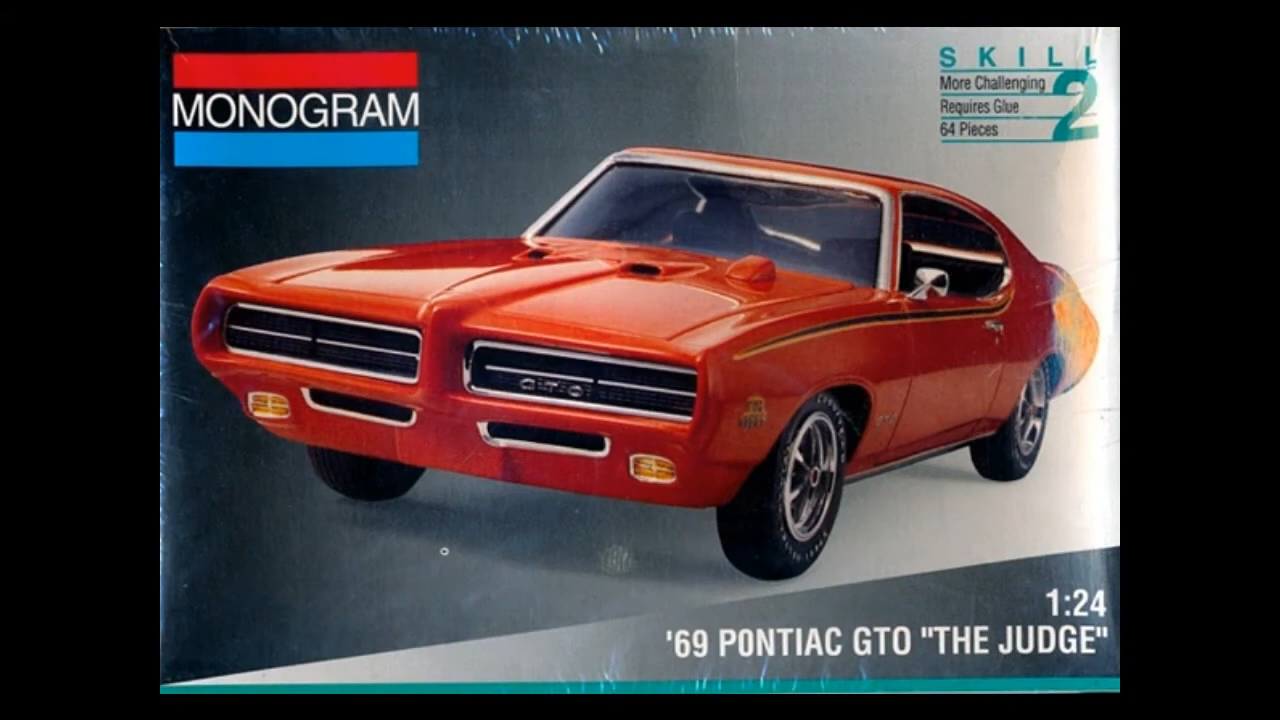 MONOGRAM
SKILL 2
More Challenging
Requires Glue
64 Pieces
GTO
1:24
'69 PONTIAC GTO "THE JUDGE"